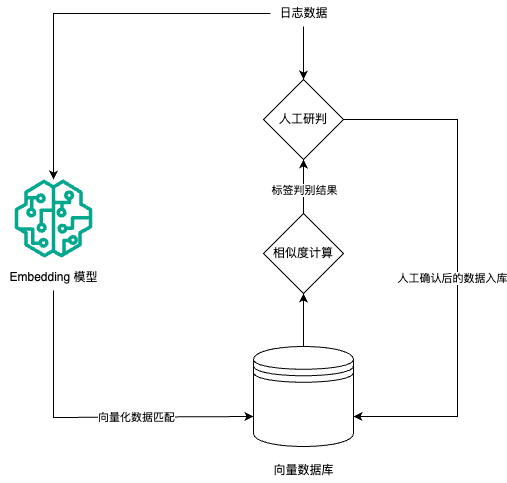 日志数据
人工研判
标签判别结果
相似度计算
Embedding 模型
人工确认后的数据入库
向量化数据匹配
向量数据库